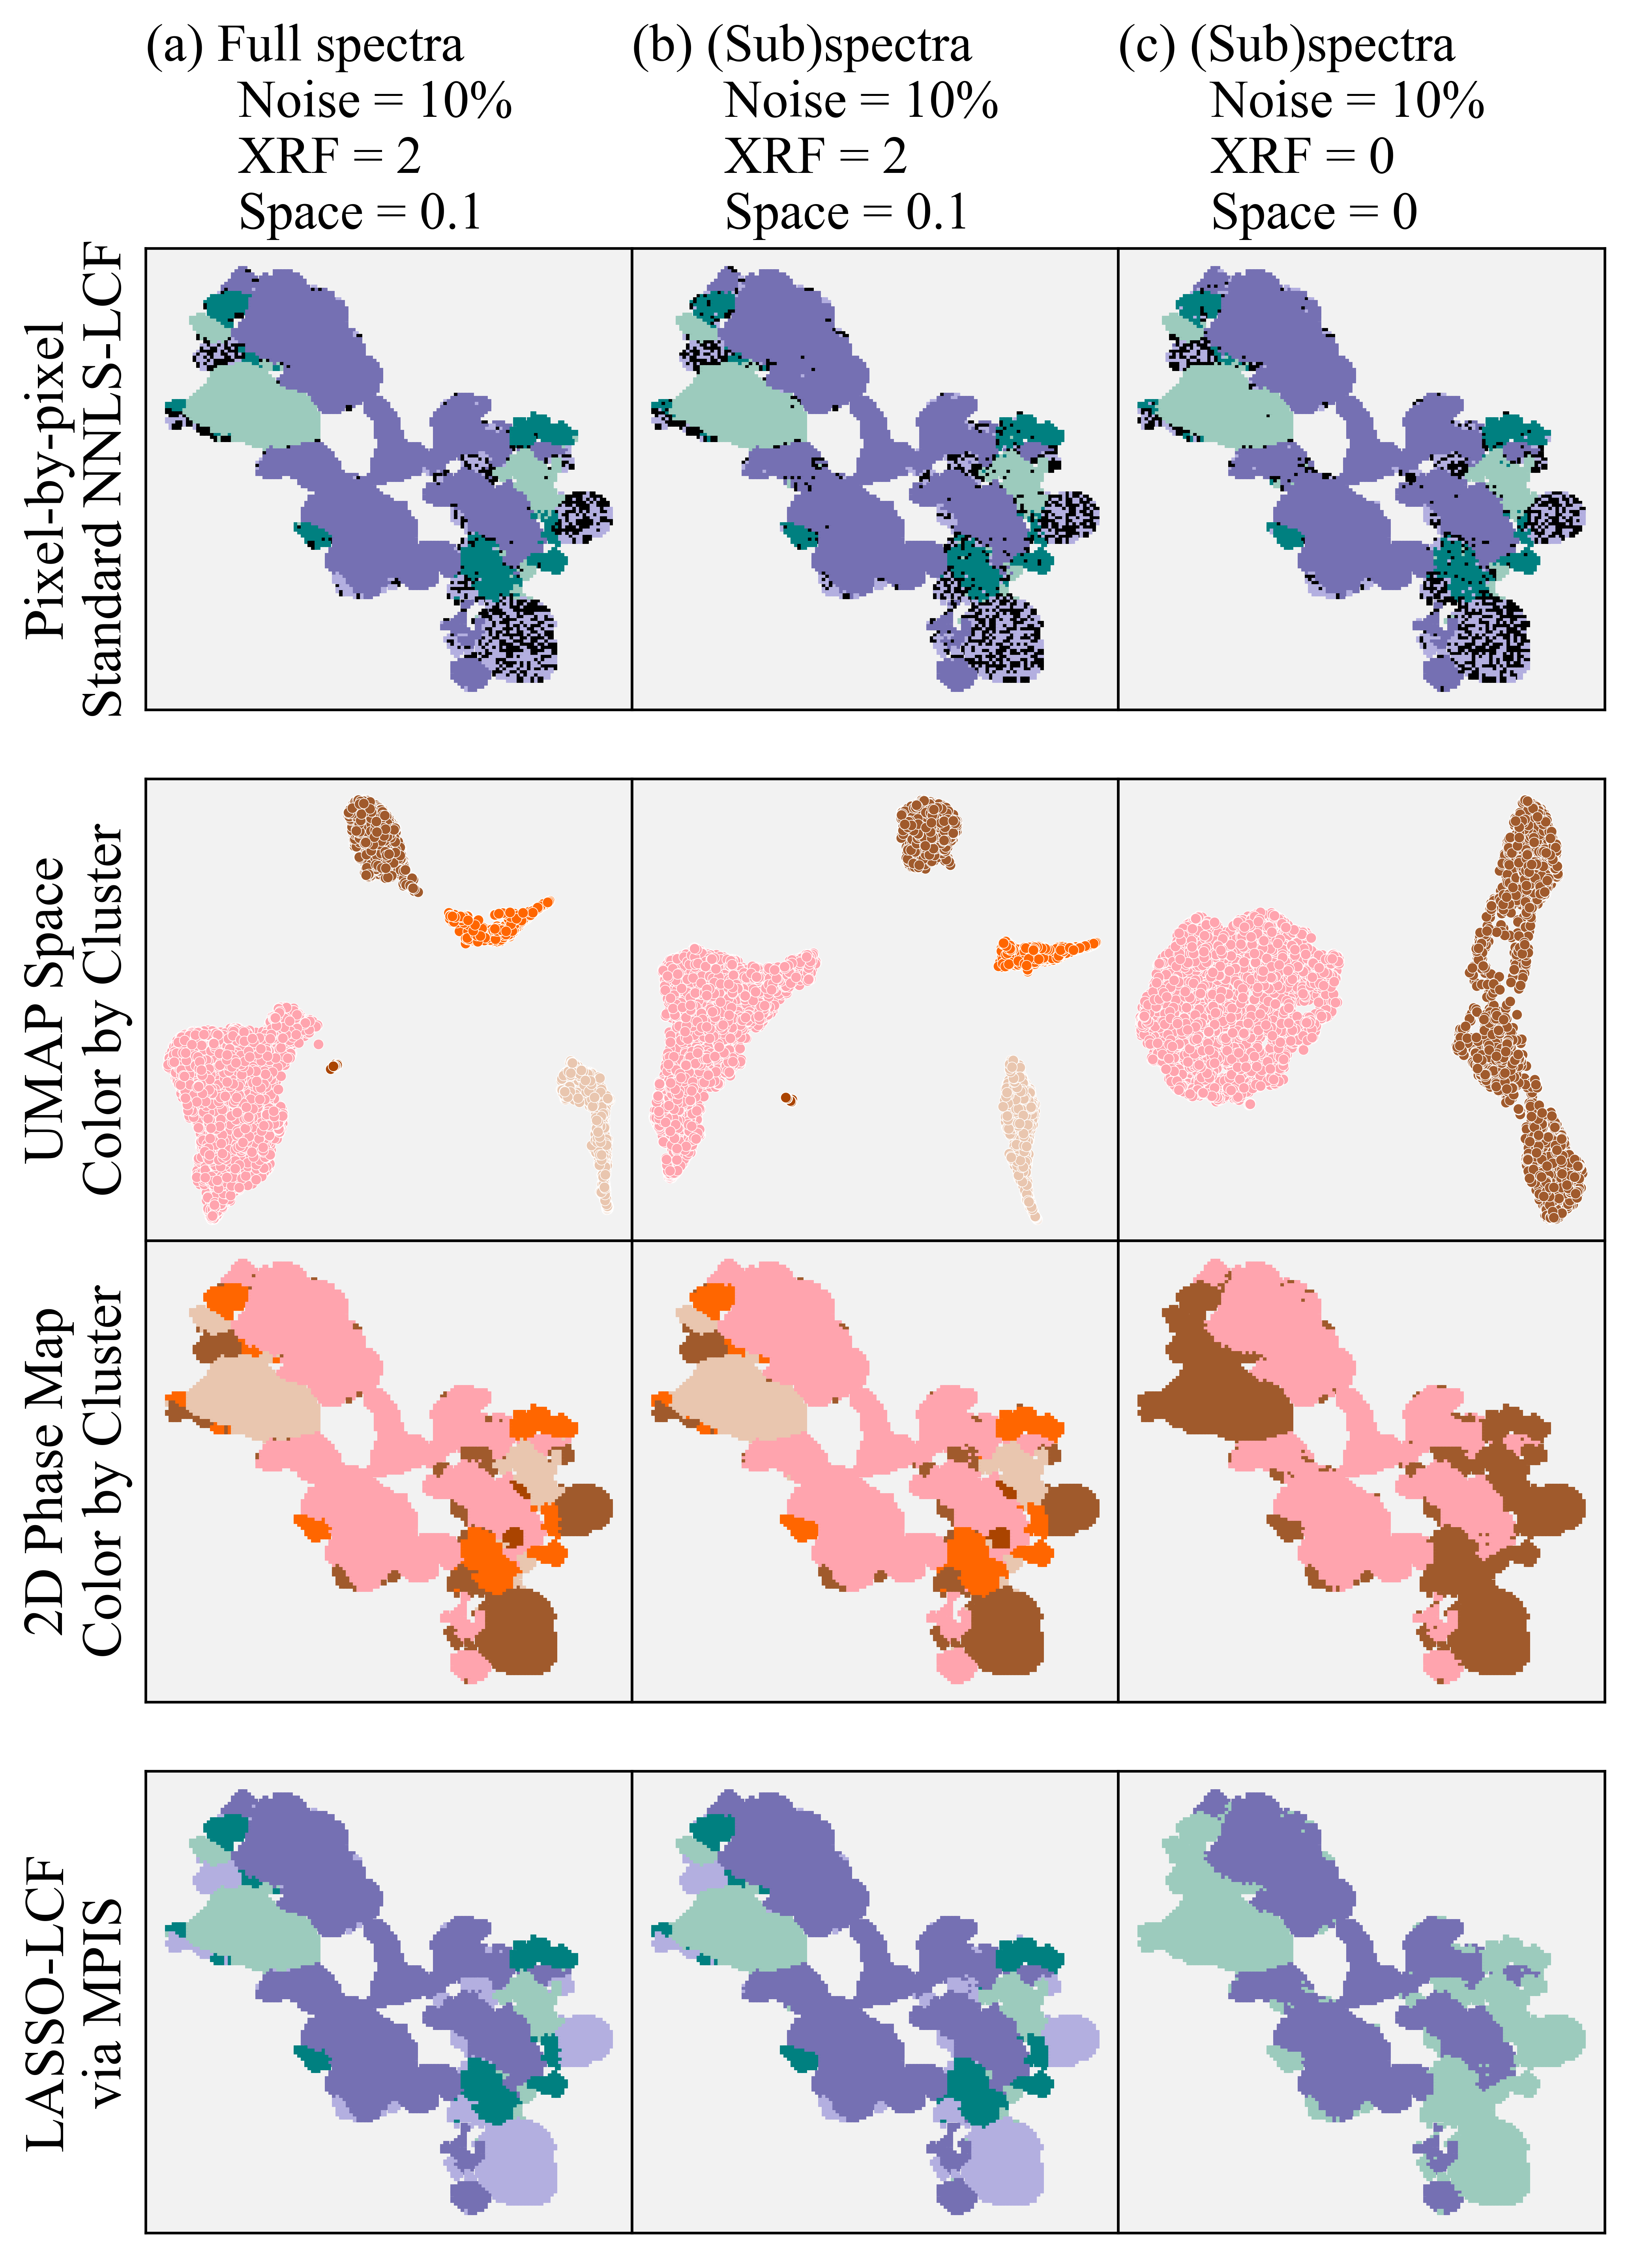 (a) Full spectra
Noise = 10%
XRF = 2
Space = 0.1
(b) (Sub)spectra
Noise = 10%
XRF = 2
Space = 0.1
(c) (Sub)spectra
Noise = 10%
XRF = 0
Space = 0
Pixel-by-pixel
Standard NNLS-LCF
UMAP Space
Color by Cluster
2D Phase Map
Color by Cluster
LASSO-LCF
via MPIS